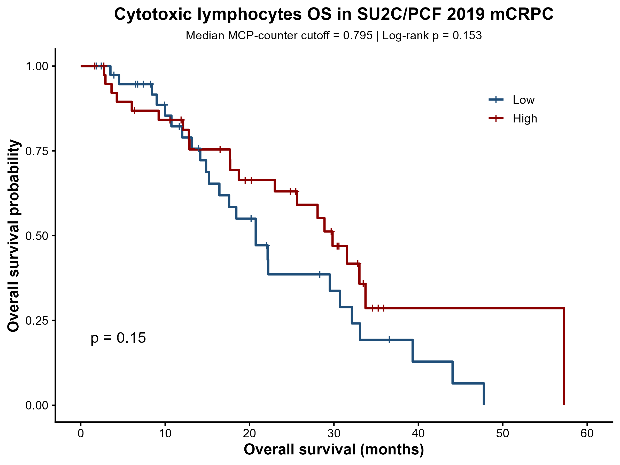 Cytotoxic lymphocytes OS in SU2C/PCF 2019 mCRPC
Median MCP-counter cutoff = 0.795 | Log-rank p = 0.153
1.00
0.75
0.50
0.25
0.00
Overall survival probability
Low
High
p = 0.15
0 10 20 30 40 50 60
Overall survival (months)